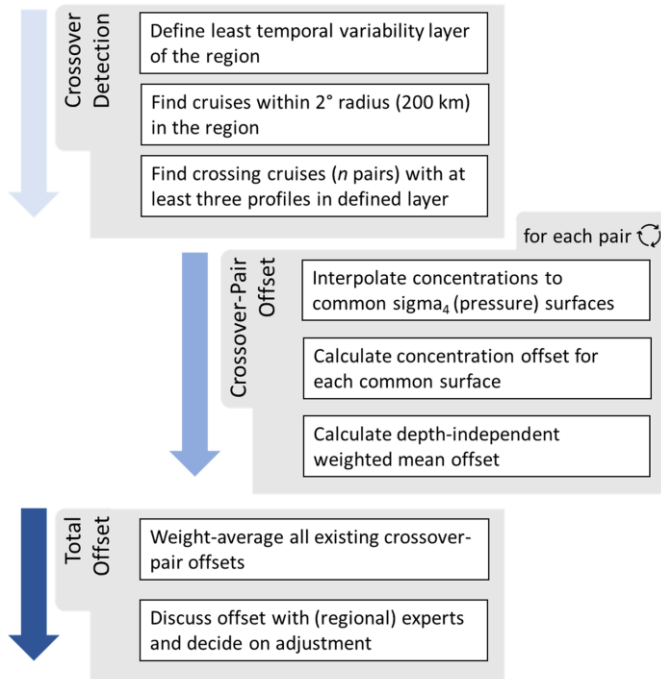 Crossover
Detection
Define least temporal variability layer
of the region
Find cruises within 2° radius (200 km)
in the region
Find crossing cruises (n pairs) with at
least three profiles in defined layer
for each pair
Crossover-Pair
Offset
Interpolate concentrations to
common sigma₄ (pressure) surfaces
Calculate concentration offset for
each common surface
Calculate depth-independent
weighted mean offset
Total
Offset
Weight-average all existing crossover-
pair offsets
Discuss offset with (regional) experts
and decide on adjustment